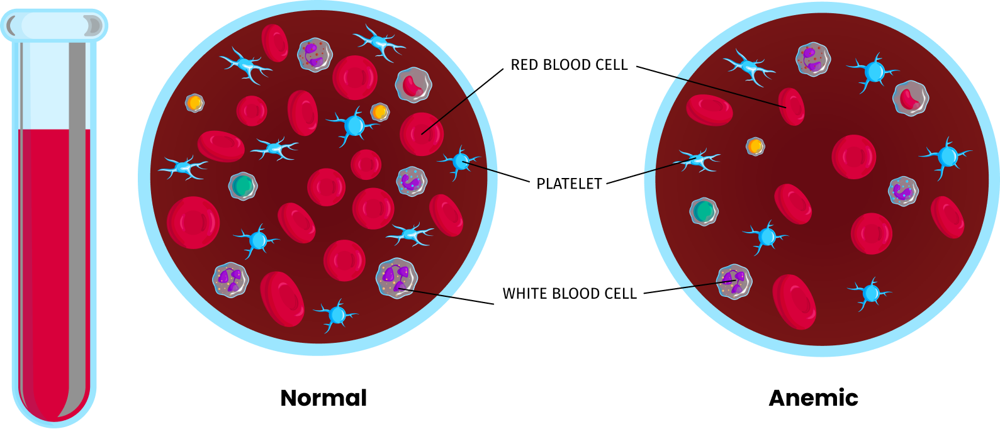 RED BLOOD CELL
PLATELET
WHITE BLOOD CELL
Normal
Anemic